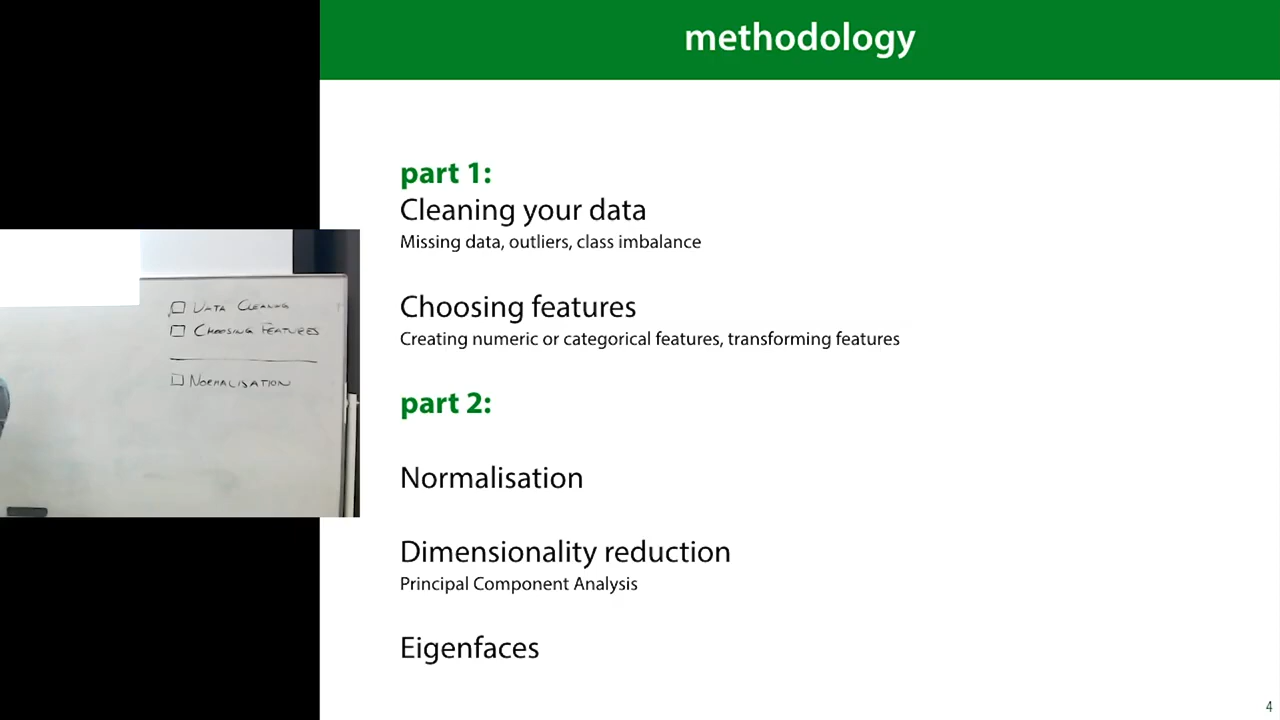 methodology
part 1:
Cleaning your data
Missing data, outliers, class imbalance
Choosing features
Creating numeric or categorical features, transforming features
part 2:
Normalisation
Dimensionality reduction
Principal Component Analysis
Eigenfaces
4
DATA CLEANING
CHOOSING FEATURES
NORMALISATION